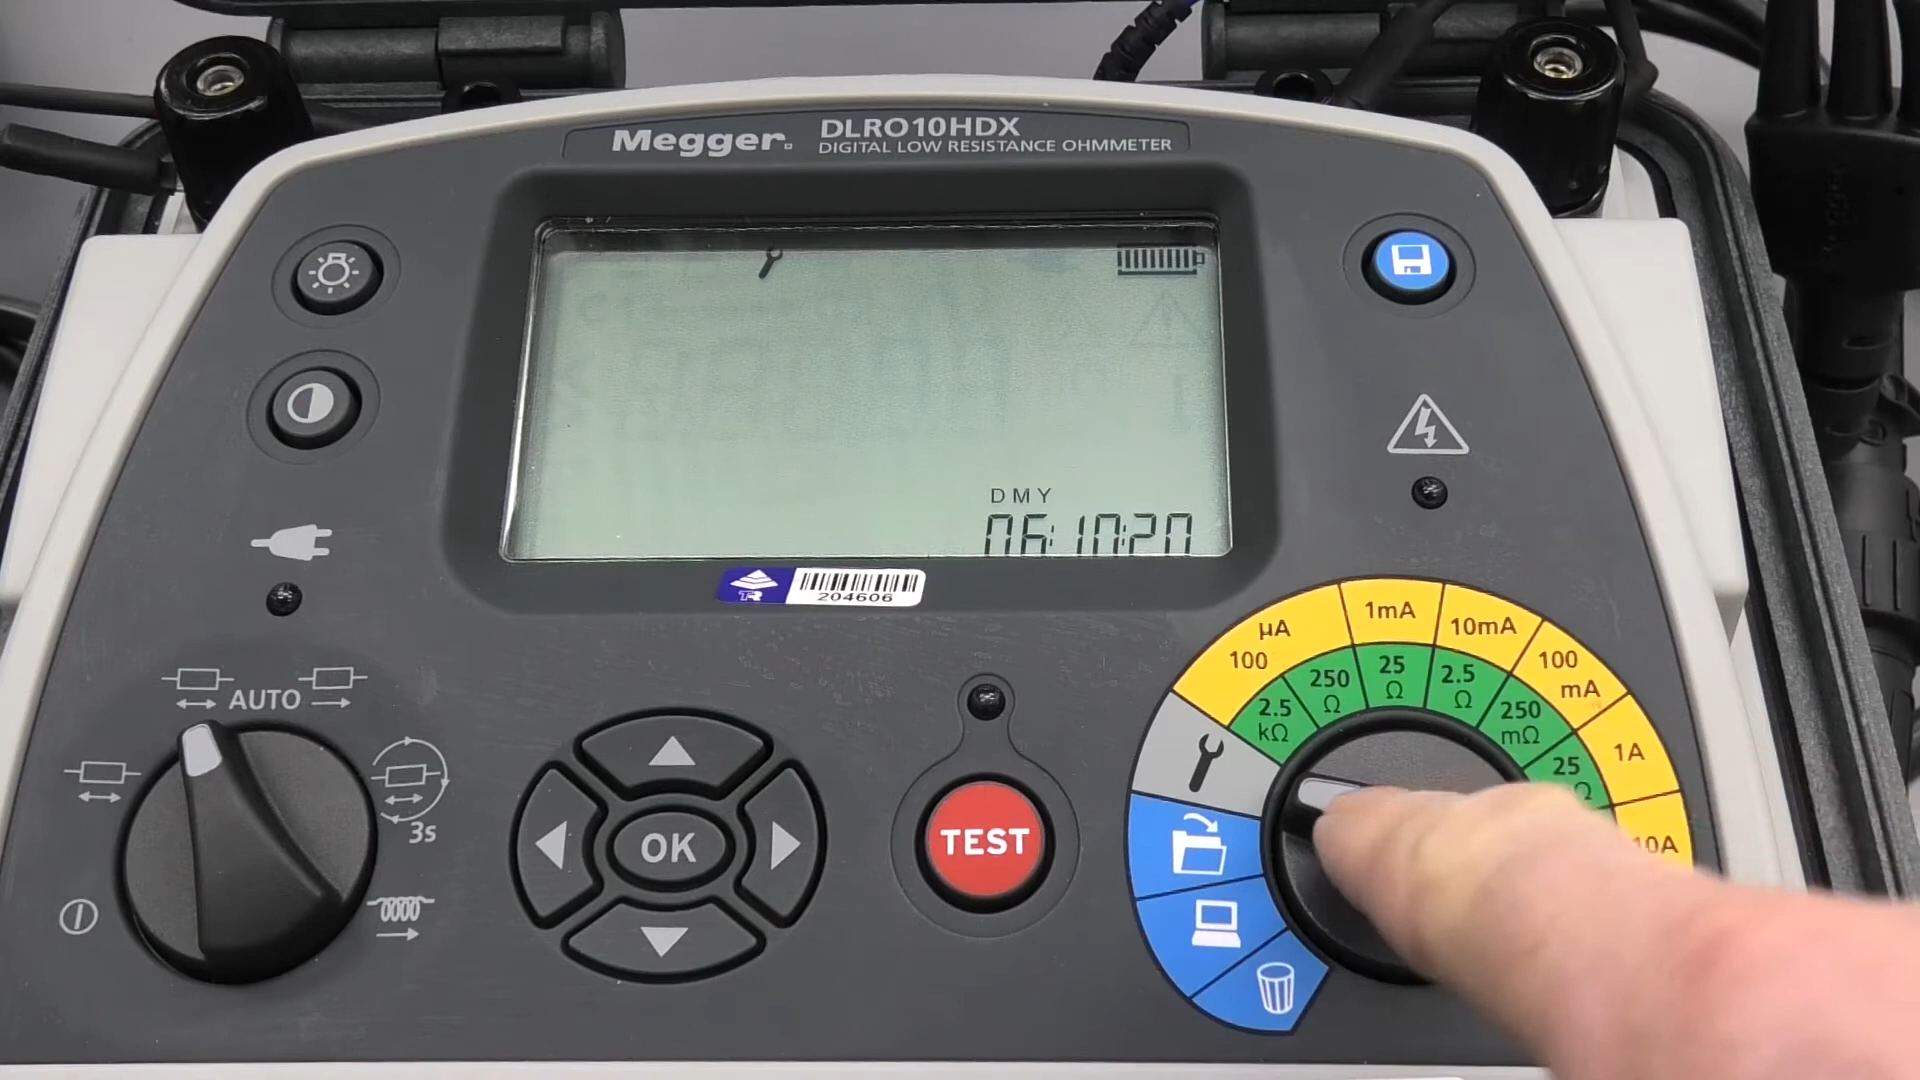 Megger.
DLRO10HDX
DIGITAL LOW RESISTANCE OHMMETER
DMY
06:10:20
TR
204606
AUTO
3s
OK
TEST
µA
100
1mA
10mA
100
mA
1A
10A
2.5
kΩ
250
Ω
25
Ω
2.5
Ω
250
mΩ
25
Ω